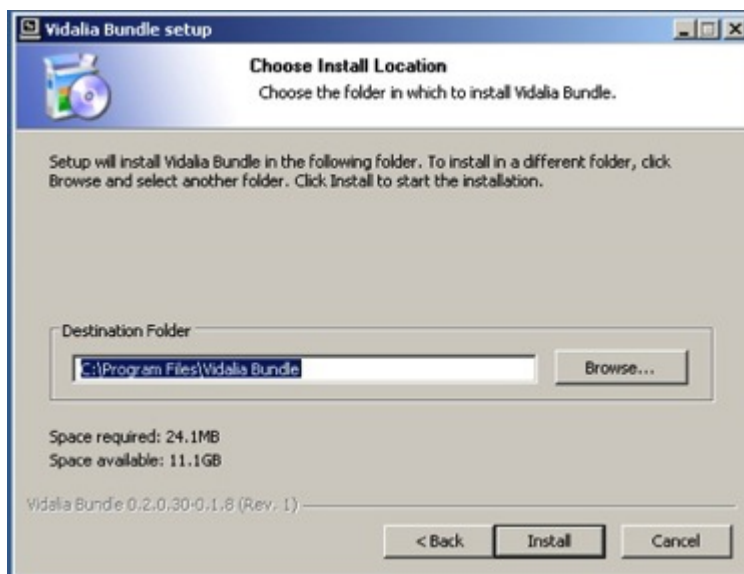 Vidalia Bundle setup
Choose Install Location
Choose the folder in which to install Vidalia Bundle.
Setup will install Vidalia Bundle in the following folder. To install in a different folder, click
Browse and select another folder. Click Install to start the installation.
Destination Folder
C:\Program Files\Vidalia Bundle
Browse...
Space required: 24.1MB
Space available: 11.1GB
Vidalia Bundle 0.2.0.30-0.1.8 (Rev. 1)
< Back Install Cancel